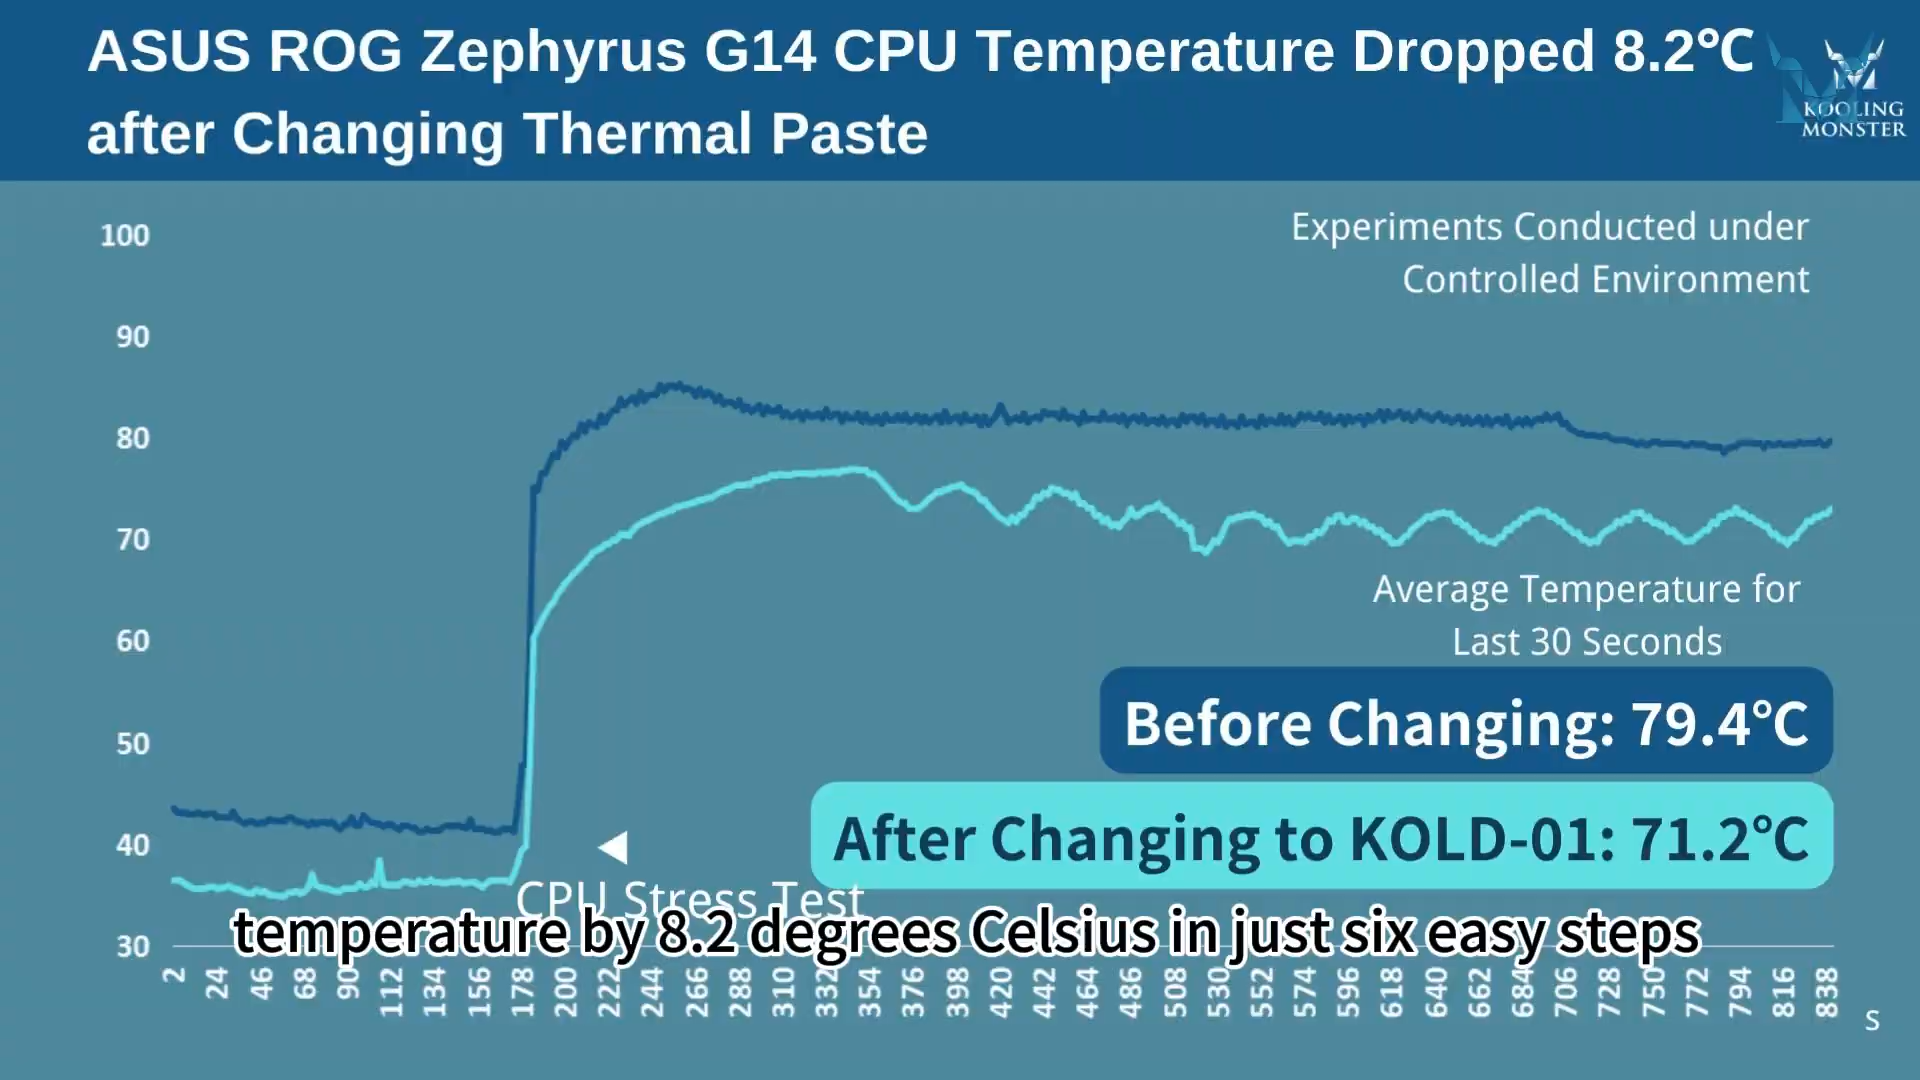 ASUS ROG Zephyrus G14 CPU Temperature Dropped 8.2℃
after Changing Thermal Paste
KOOLING
MONSTER
Experiments Conducted under
Controlled Environment
100
90
80
70
60
50
40
30
Average Temperature for
Last 30 Seconds
Before Changing: 79.4℃
After Changing to KOLD-01: 71.2℃
CPU Stress Test
temperature by 8.2 degrees Celsius in just six easy steps
2 24 46 68 90 112 134 156 178 200 222 244 266 288 310 332 354 376 398 420 442 464 486 508 530 552 574 596 618 640 662 684 706 728 750 772 794 816 838
s